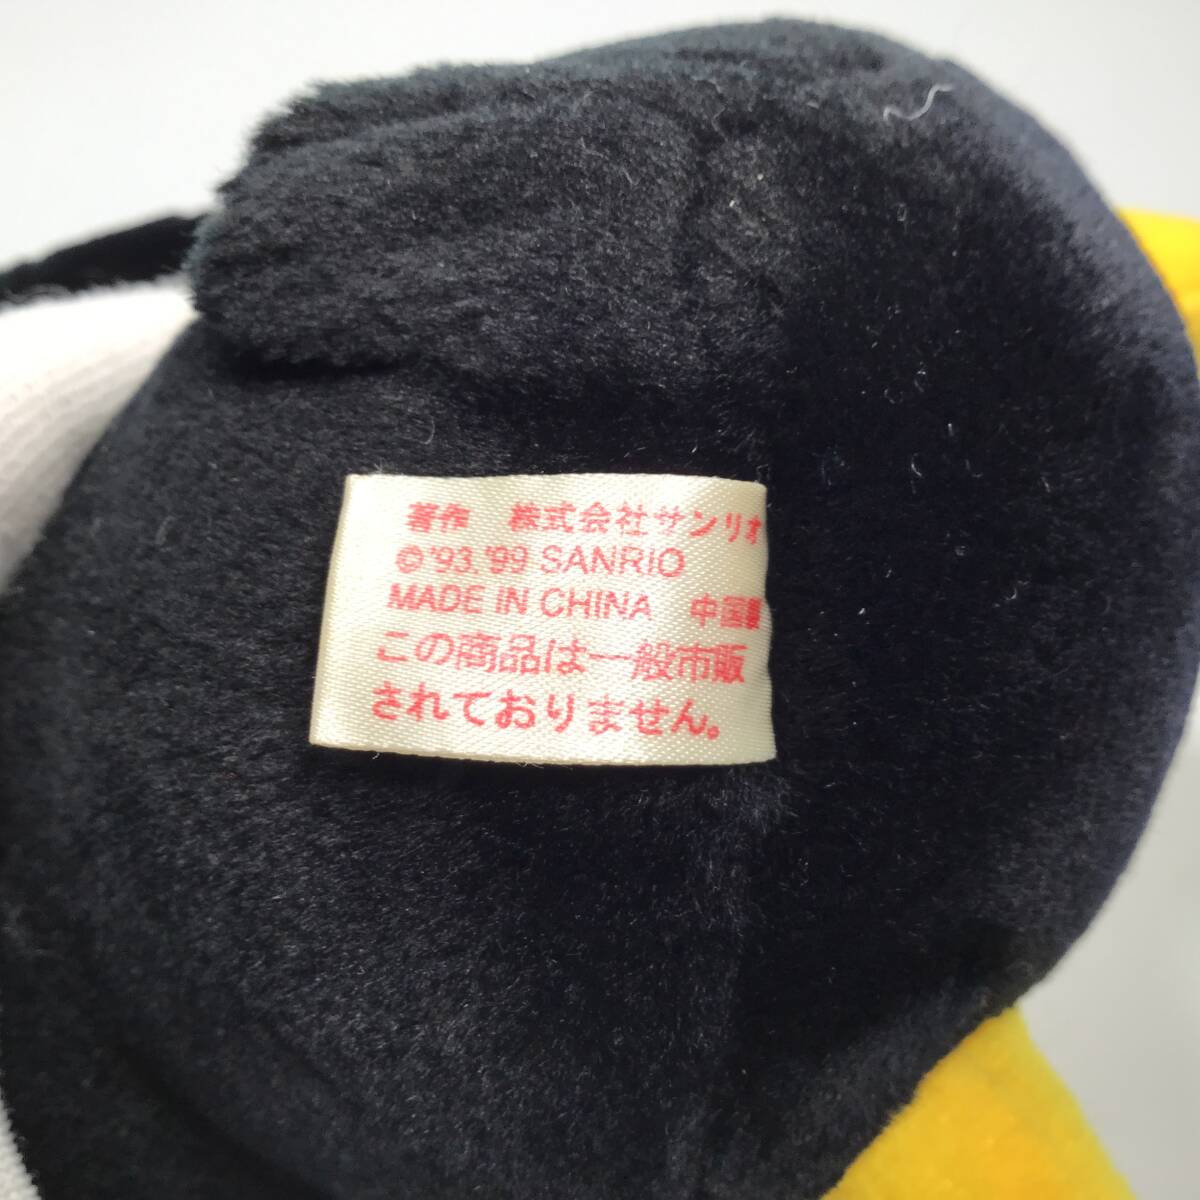 著作 株式会社サンリオ
©'93.'99 SANRIO
MADE IN CHINA 中国製
この商品は一般市販
されておりません。